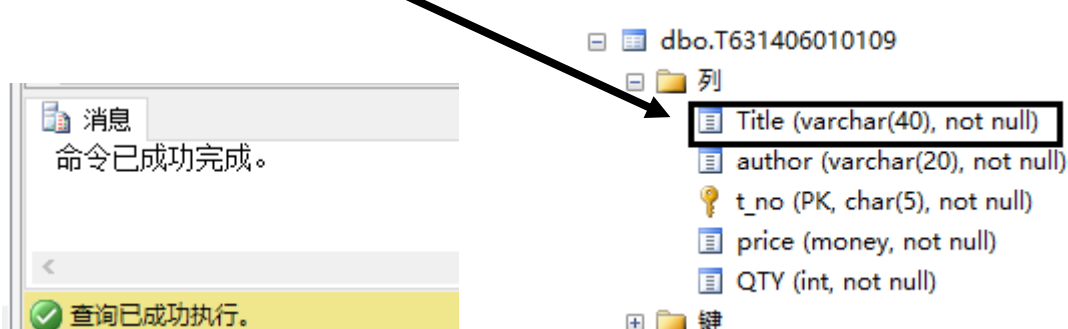 消息
命令已成功完成。
查询已成功执行。
dbo.T631406010109
列
Title (varchar(40), not null)
author (varchar(20), not null)
t_no (PK, char(5), not null)
price (money, not null)
QTY (int, not null)
键